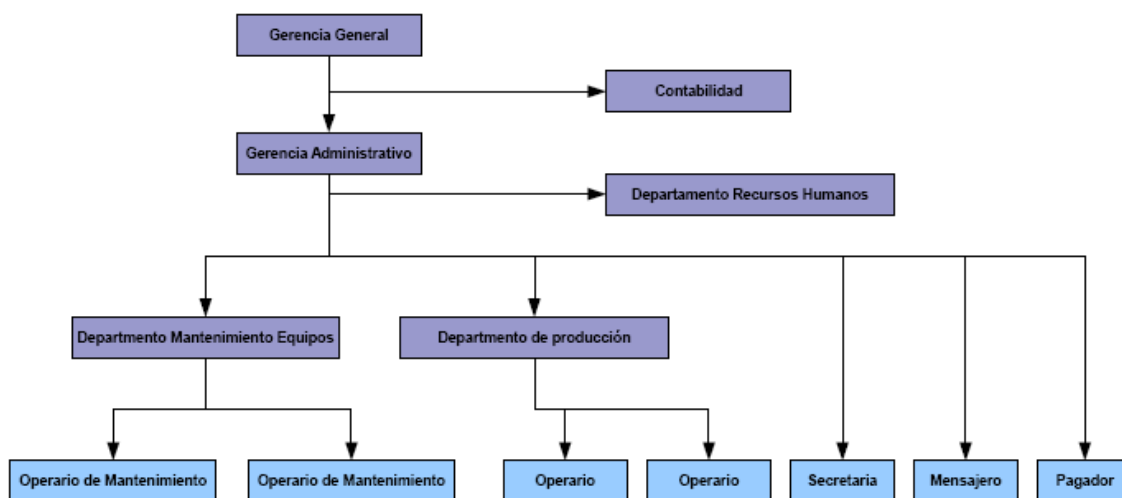 Gerencia General
Contabilidad
Gerencia Administrativo
Departamento Recursos Humanos
Departmento Mantenimiento Equipos
Departmento de producción
Operario de Mantenimiento
Operario de Mantenimiento
Operario
Operario
Secretaria
Mensajero
Pagador